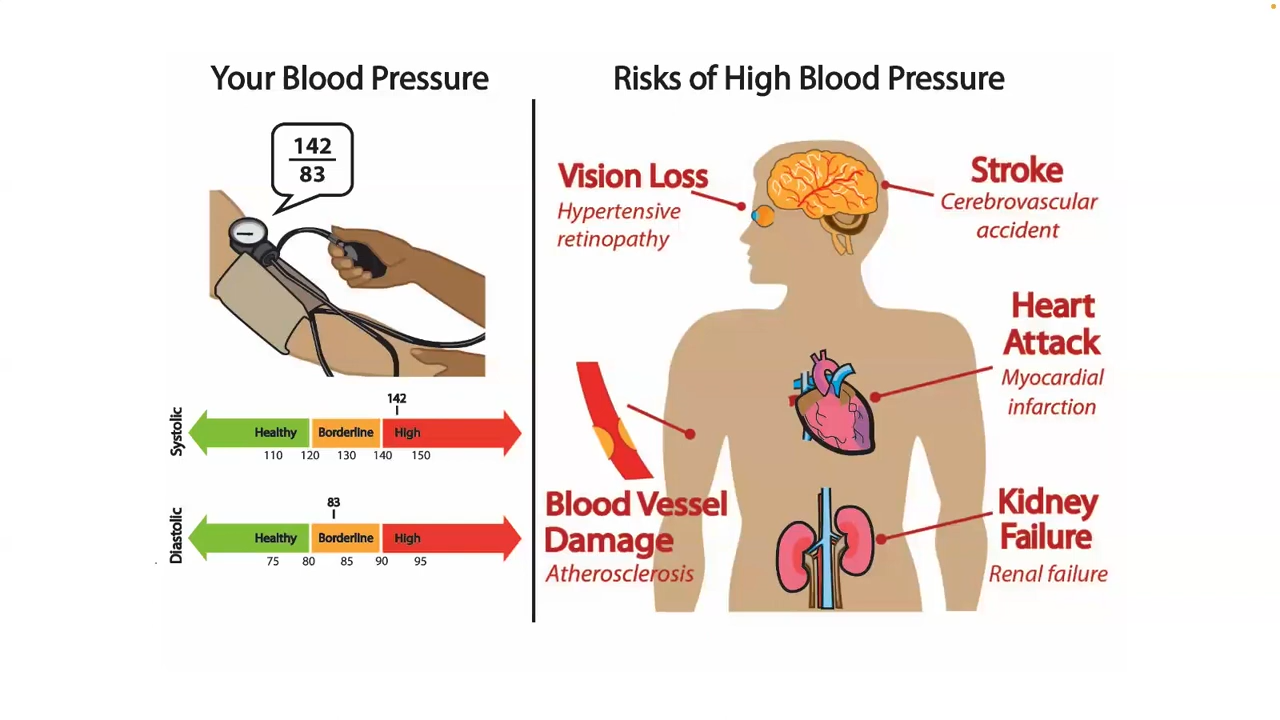 Your Blood Pressure
142
83
142
Systolic
Healthy Borderline High
110 120 130 140 150
83
Diastolic
Healthy Borderline High
75 80 85 90 95
Risks of High Blood Pressure
Vision Loss
Hypertensive
retinopathy
Stroke
Cerebrovascular
accident
Heart
Attack
Myocardial
infarction
Blood Vessel
Damage
Atherosclerosis
Kidney
Failure
Renal failure